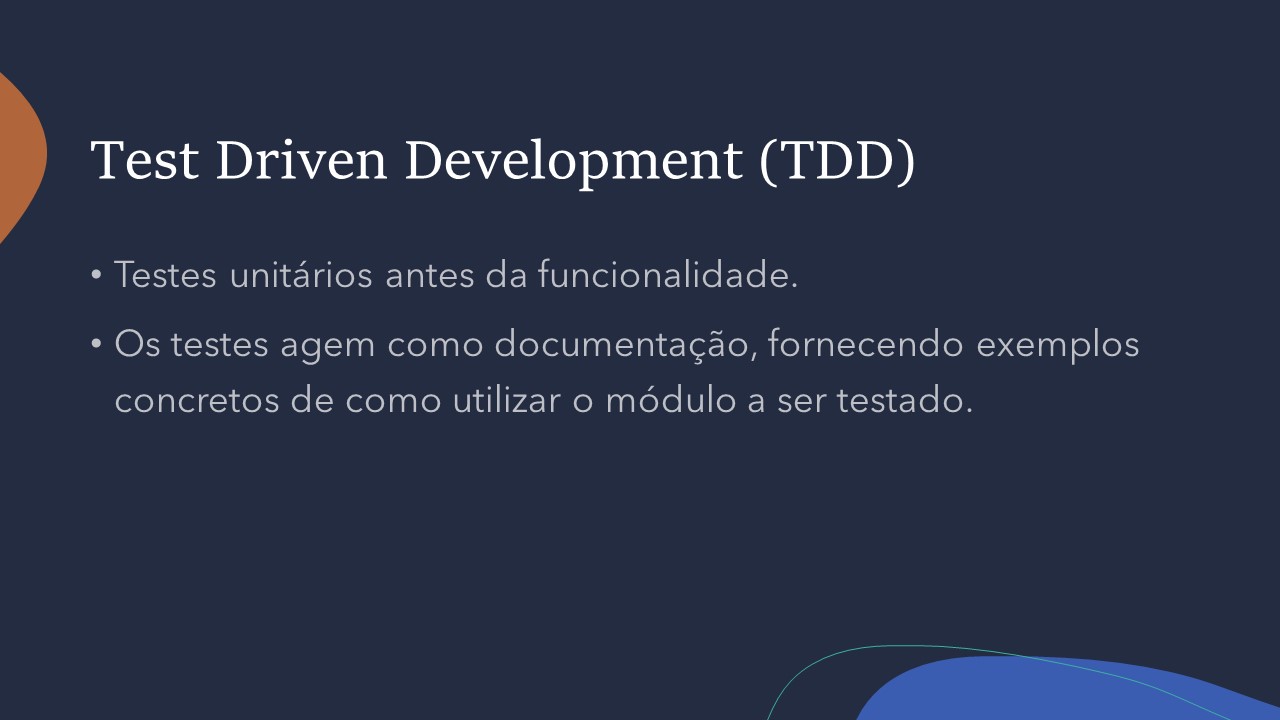 Test Driven Development (TDD)
• Testes unitários antes da funcionalidade.
• Os testes agem como documentação, fornecendo exemplos
concretos de como utilizar o módulo a ser testado.